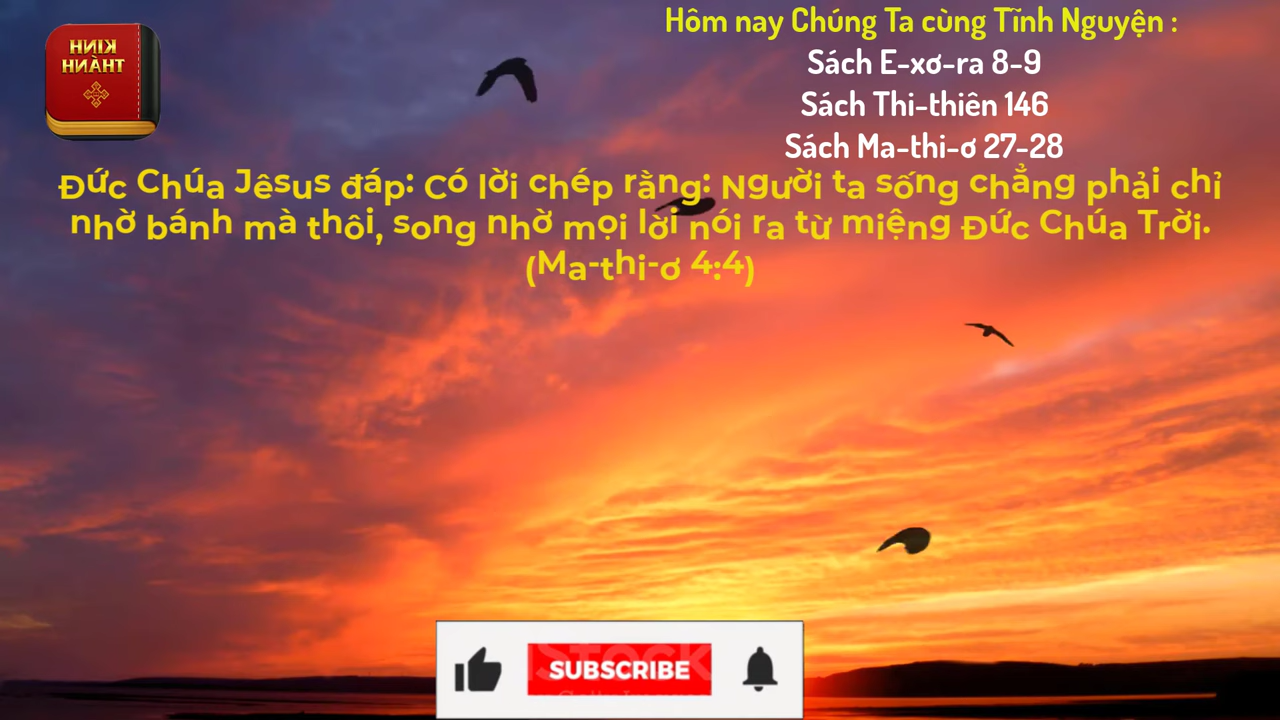 KINH
THÀNH
Hôm nay Chúng Ta cùng Tĩnh Nguyện :
Sách E-xơ-ra 8-9
Sách Thi-thiên 146
Sách Ma-thi-ơ 27-28
Đức Chúa Jêsus đáp: Có lời chép rằng: Người ta sống chẳng phải chỉ
nhờ bánh mà thôi, song nhờ mọi lời nói ra từ miệng Đức Chúa Trời.
(Ma-thi-ơ 4:4)
SUBSCRIBE